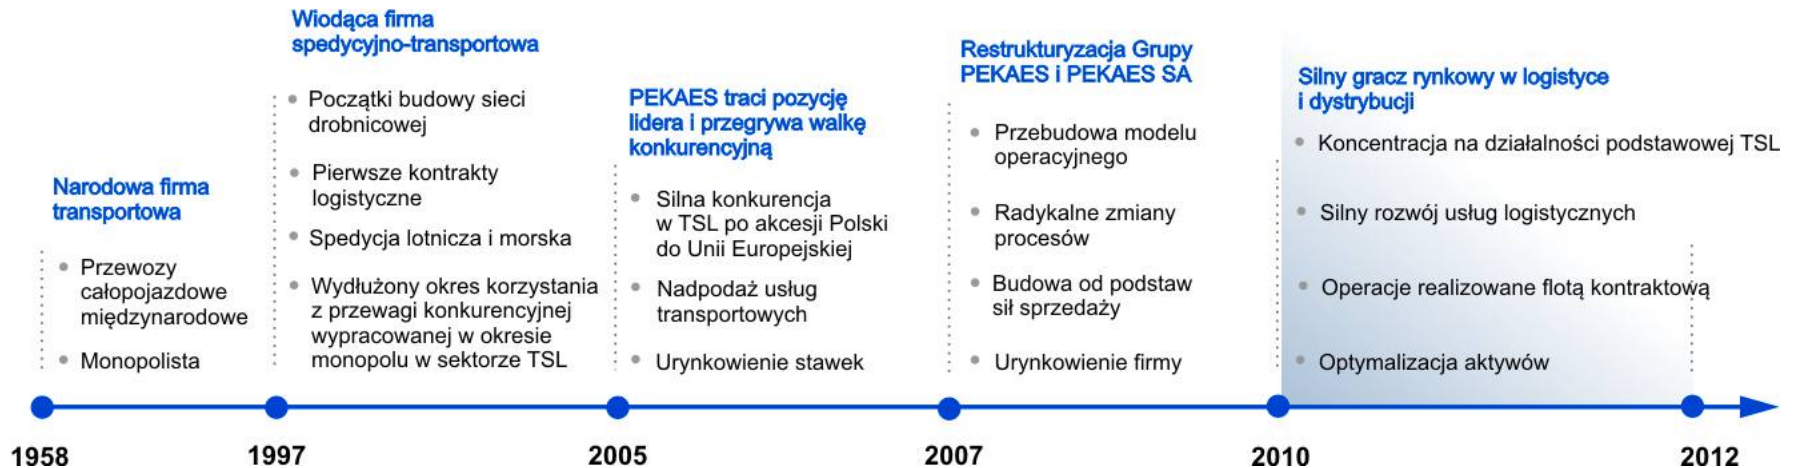 Narodowa firma
transportowa
Przewozy
całopojazdowe
międzynarodowe
Monopolista
Wiodąca firma
spedycyjno-transportowa
Początki budowy sieci
drobnicowej
Pierwsze kontrakty
logistyczne
Spedycja lotnicza i morska
Wydłużony okres korzystania
z przewagi konkurencyjnej
wypracowanej w okresie
monopolu w sektorze TSL
PEKAES traci pozycję
lidera i przegrywa walkę
konkurencyjną
Silna konkurencja
w TSL po akcesji Polski
do Unii Europejskiej
Nadpodaż usług
transportowych
Urynkowienie stawek
Restrukturyzacja Grupy
PEKAES i PEKAES SA
Przebudowa modelu
operacyjnego
Radykalne zmiany
procesów
Budowa od podstaw
sił sprzedaży
Urynkowienie firmy
Silny gracz rynkowy w logistyce
i dystrybucji
Koncentracja na działalności podstawowej TSL
Silny rozwój usług logistycznych
Operacje realizowane flotą kontraktową
Optymalizacja aktywów
1958
1997
2005
2007
2010
2012